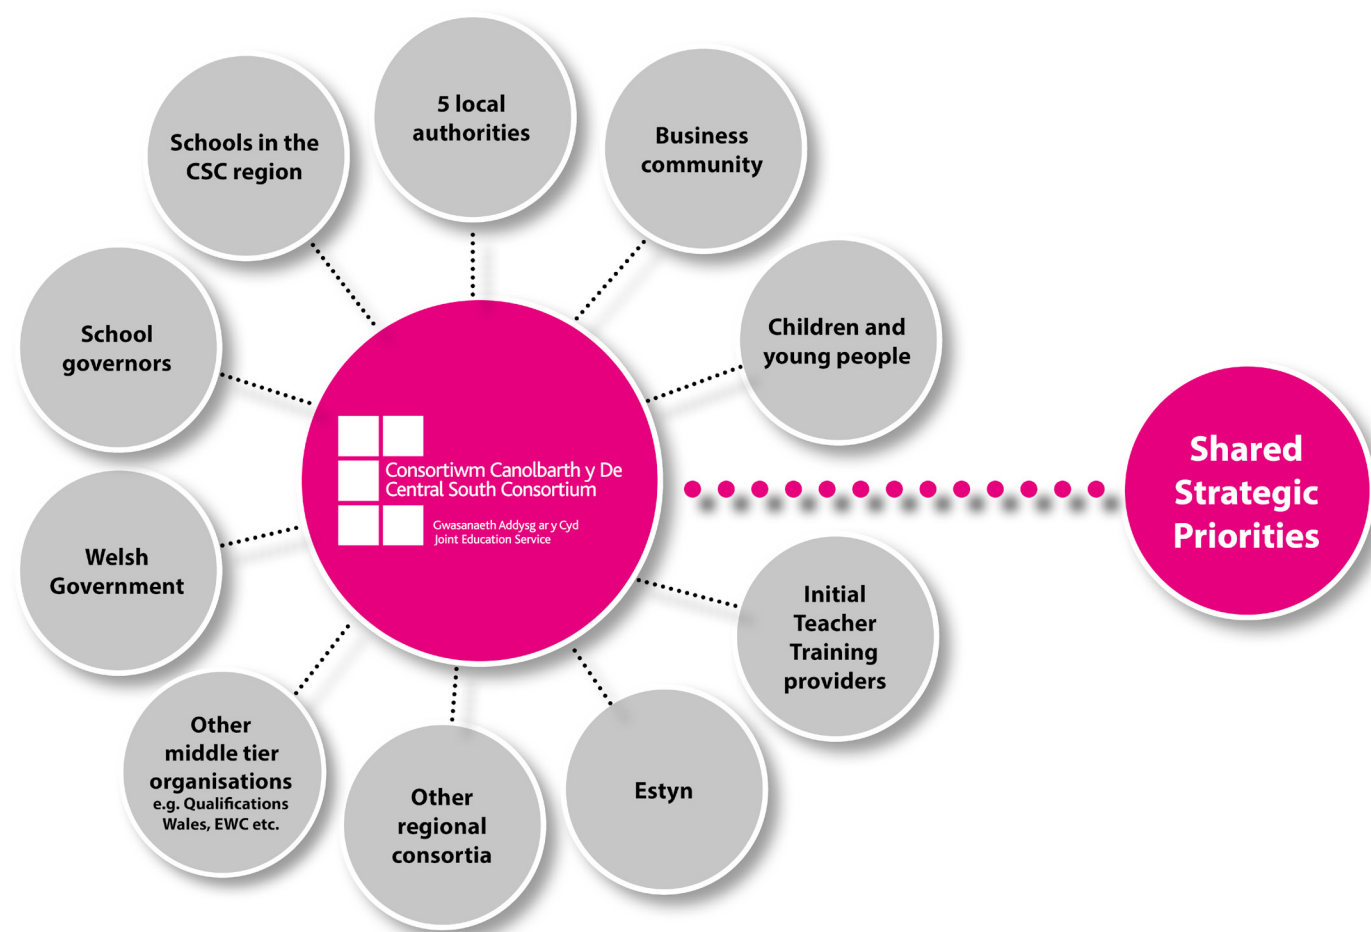 5 local
authorities
Business
community
Children and
young people
Initial
Teacher
Training
providers
Estyn
Other
regional
consortia
Other
middle tier
organisations
e.g. Qualifications
Wales, EWC etc.
Welsh
Government
School
governors
Schools in the
CSC region
Consortiwm Canolbarth y De
Central South Consortium
Gwasanaeth Addysg ar y Cyd
Joint Education Service
Shared
Strategic
Priorities